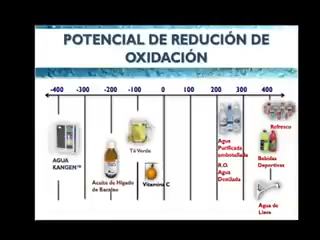 POTENCIAL DE REDUCIÓN DE
OXIDACIÓN
-400 -300 -200 -100 0 100 200 300 400
AGUA
KANGEN™
Aceite de Hígado
de Bacalao
Té Verde
Vitamina C
Agua
Purificada
embotellada
R.O.
Agua
Destilada
Refresco
Bebidas
Deportivas
Agua de
Llave